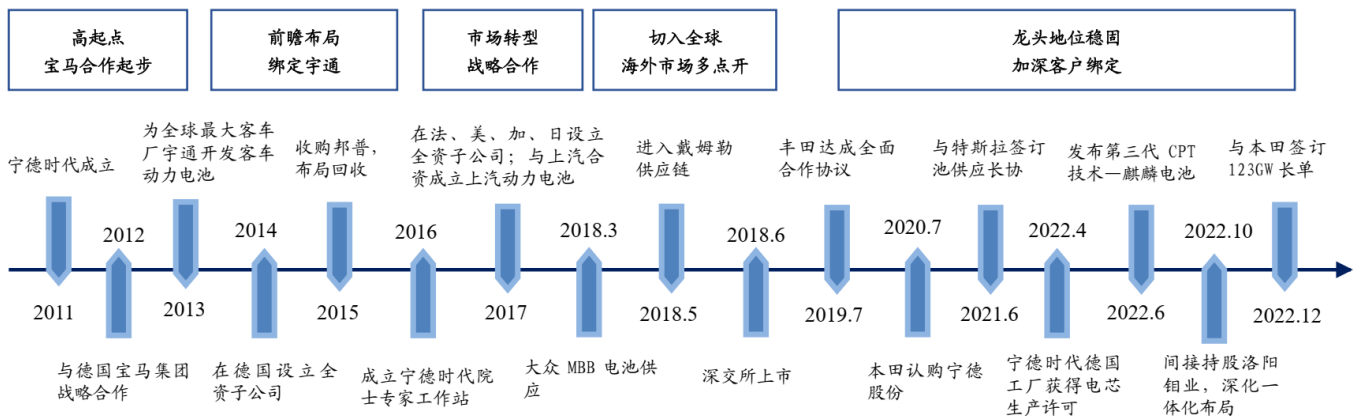 高起点
宝马合作起步
前瞻布局
绑定宇通
市场转型
战略合作
切入全球
海外市场多点开
龙头地位稳固
加深客户绑定
宁德时代成立
为全球最大客车
厂宇通开发客车
动力电池
收购邦普，
布局回收
在法、美、加、日设立
全资子公司；与上汽合
资成立上汽动力电池
进入戴姆勒
供应链
丰田达成全面
合作协议
与特斯拉签订
池供应长协
发布第三代 CPT
技术—麒麟电池
与本田签订
123GW 长单
2012
2014
2016
2018.3
2018.6
2020.7
2022.4
2022.10
2011
2013
2015
2017
2018.5
2019.7
2021.6
2022.6
2022.12
与德国宝马集团
战略合作
在德国设立全
资子公司
成立宁德时代院
士专家工作站
大众 MBB 电池供
应
深交所上市
本田认购宁德
股份
宁德时代德国
工厂获得电芯
生产许可
间接持股洛阳
钼业，深化一
体化布局